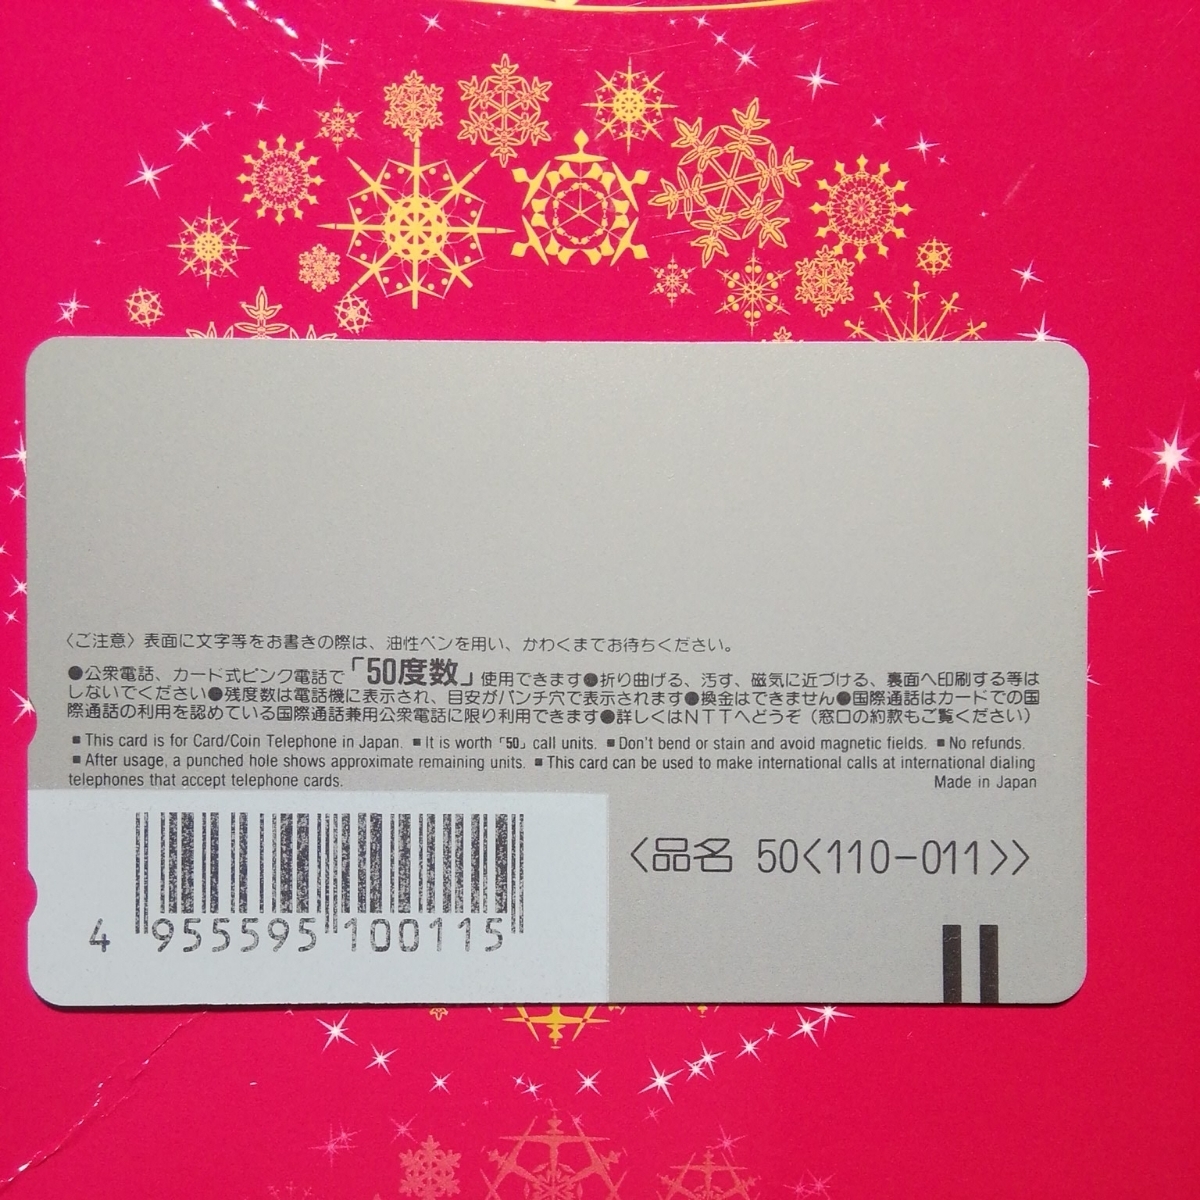 〈ご注意〉表面に文字等をお書きの際は、油性ペンを用い、かわくまでお待ちください。
●公衆電話、カード式ピンク電話で「50度数」使用できます●折り曲げる、汚す、磁気に近づける、裏面へ印刷する等は
しないでください●残度数は電話機に表示され、目安がパンチ穴で表示されます●換金はできません●国際通話はカードでの国
際通話の利用を認めている国際通話兼用公衆電話に限り利用できます●詳しくはNTTへどうぞ（窓口の約款もご覧ください）
■ This card is for Card/Coin Telephone in Japan. ■ It is worth「50」call units. ■ Don't bend or stain and avoid magnetic fields. ■ No refunds.
■ After usage, a punched hole shows approximate remaining units. ■ This card can be used to make international calls at international dialing
telephones that accept telephone cards.
Made in Japan
〈品名 50〈110-011〉〉
4 955595 100115